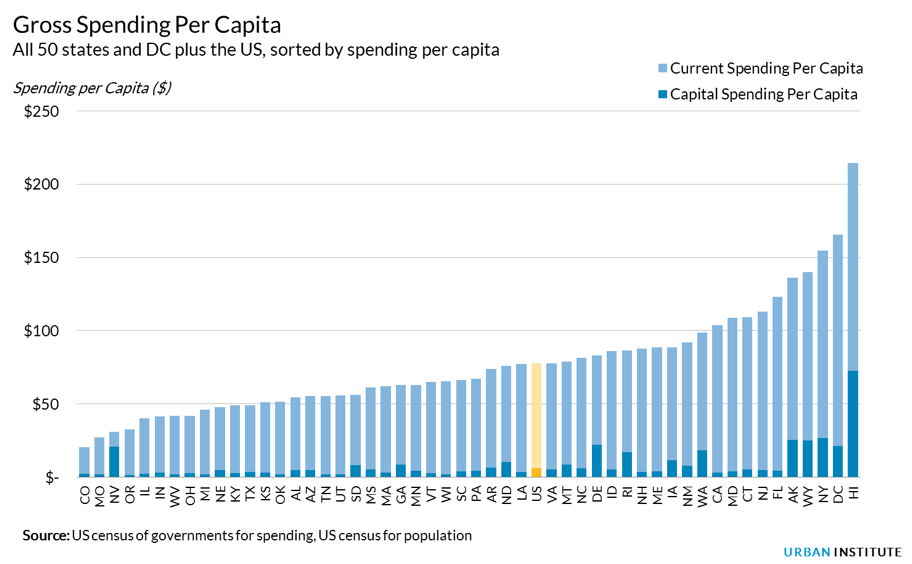 Gross Spending Per Capita
All 50 states and DC plus the US, sorted by spending per capita
Spending per Capita ($)
Current Spending Per Capita
Capital Spending Per Capita
$250
$200
$150
$100
$50
$-
CO MO NV OR IL IN WV OH MI NE KY TX KS OK AL AZ TN UT SD MS MA GA MN VT WI SC PA AR ND LA US VA MT NC DE ID RI NH ME IA NM WA CA MD CT NJ FL AK WY NY DC HI
Source: US census of governments for spending, US census for population
URBAN INSTITUTE